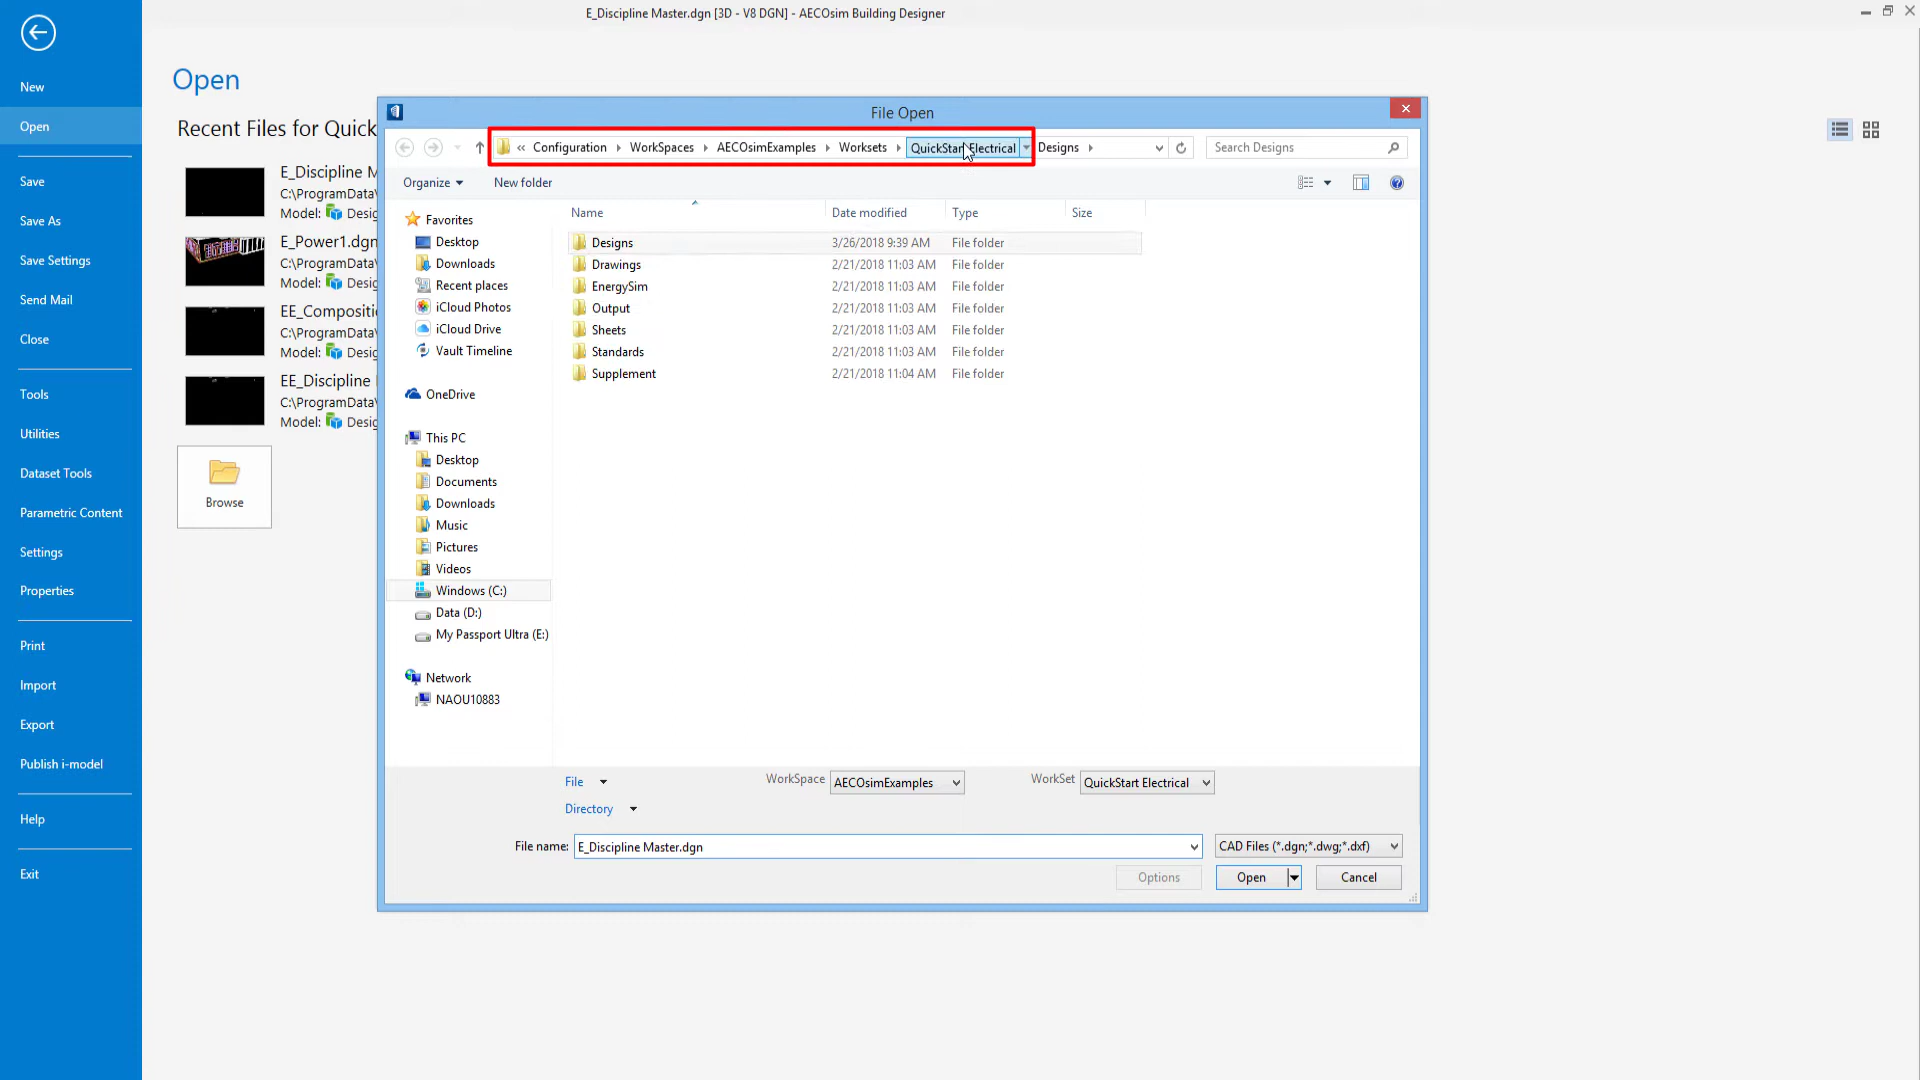 E_Discipline Master.dgn [3D - V8 DGN] - AECOsim Building Designer
New
Open
Save
Save As
Save Settings
Send Mail
Close
Tools
Utilities
Dataset Tools
Parametric Content
Settings
Properties
Print
Import
Export
Publish i-model
Help
Exit
Open
Recent Files for Quick
E_Discipline M
C:\ProgramData\
Model: Desig
E_Power1.dgn
C:\ProgramData\
Model: Desig
EE_Compositi
C:\ProgramData\
Model: Desig
EE_Discipline
C:\ProgramData\
Model: Desig
Browse
File Open
« Configuration WorkSpaces AECOsimExamples Worksets QuickStart Electrical Designs
Search Designs
Organize New folder
Favorites
Desktop
Downloads
Recent places
iCloud Photos
iCloud Drive
Vault Timeline
OneDrive
This PC
Desktop
Documents
Downloads
Music
Pictures
Videos
Windows (C:)
Data (D:)
My Passport Ultra (E:)
Network
NAOU10883
Name Date modified Type Size
Designs 3/26/2018 9:39 AM File folder
Drawings 2/21/2018 11:03 AM File folder
EnergySim 2/21/2018 11:03 AM File folder
Output 2/21/2018 11:03 AM File folder
Sheets 2/21/2018 11:03 AM File folder
Standards 2/21/2018 11:03 AM File folder
Supplement 2/21/2018 11:04 AM File folder
File WorkSpace AECOsimExamples WorkSet QuickStart Electrical
Directory
File name: E_Discipline Master.dgn CAD Files (*.dgn;*.dwg;*.dxf)
Options Open Cancel